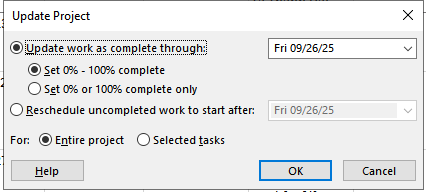 Update Project
Update work as complete through: Fri 09/26/25
Set 0% - 100% complete
Set 0% or 100% complete only
Reschedule uncompleted work to start after: Fri 09/26/25
For: Entire project Selected tasks
Help OK Cancel